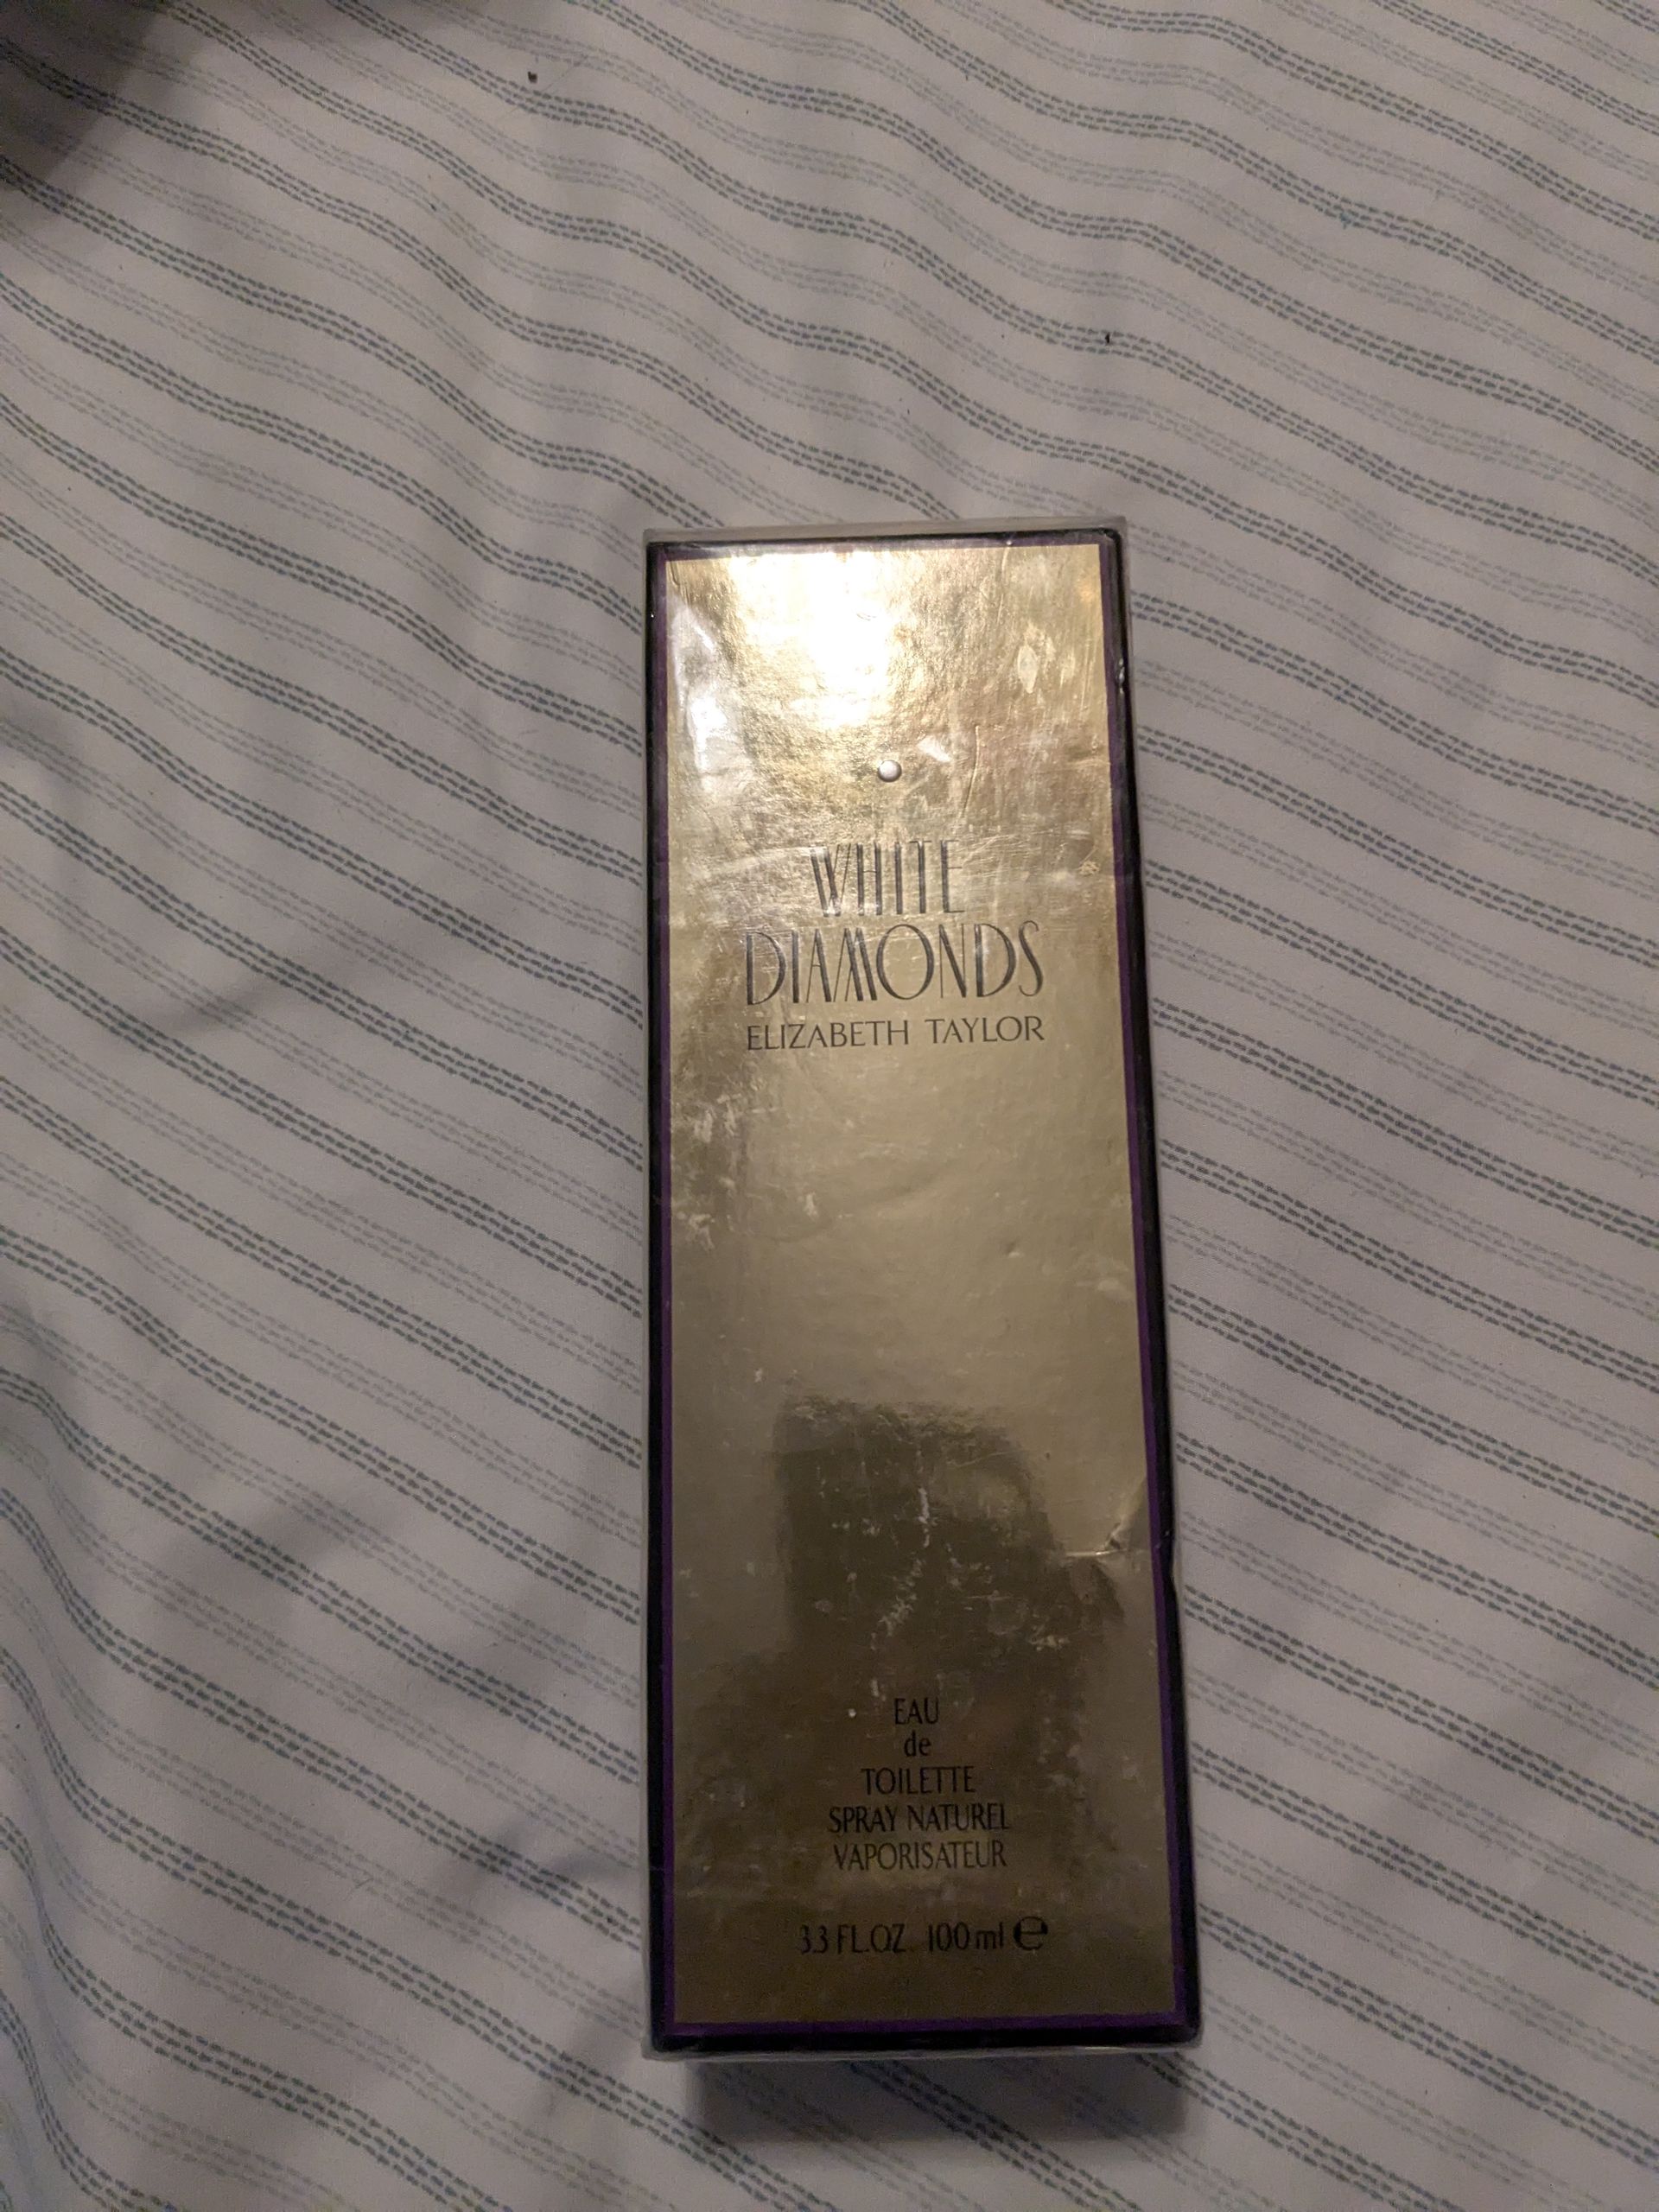 WHITE
DIAMONDS
ELIZABETH TAYLOR
EAU
de
TOILETTE
SPRAY NATUREL
VAPORISATEUR
3.3 FL.OZ 100 ml ℮